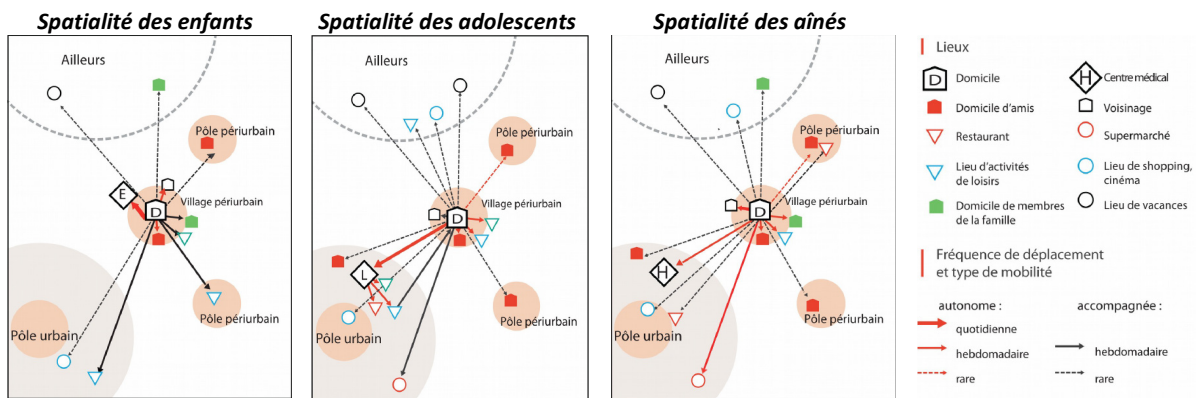 Spatialité des enfants
Ailleurs
Pôle périurbain
E
D
Village périurbain
Pôle urbain
Pôle périurbain
Spatialité des adolescents
Ailleurs
Pôle périurbain
D
Village périurbain
L
Pôle urbain
Pôle périurbain
Spatialité des aînés
Ailleurs
Pôle périurbain
D
Village périurbain
H
Pôle urbain
Pôle périurbain
Lieux
D Domicile
Domicile d'amis
Restaurant
Lieu d'activités
de loisirs
Domicile de membres
de la famille
H Centre médical
Voisinage
Supermarché
Lieu de shopping,
cinéma
Lieu de vacances
Fréquence de déplacement
et type de mobilité
autonome :
quotidienne
hebdomadaire
rare
accompagnée :
hebdomadaire
rare